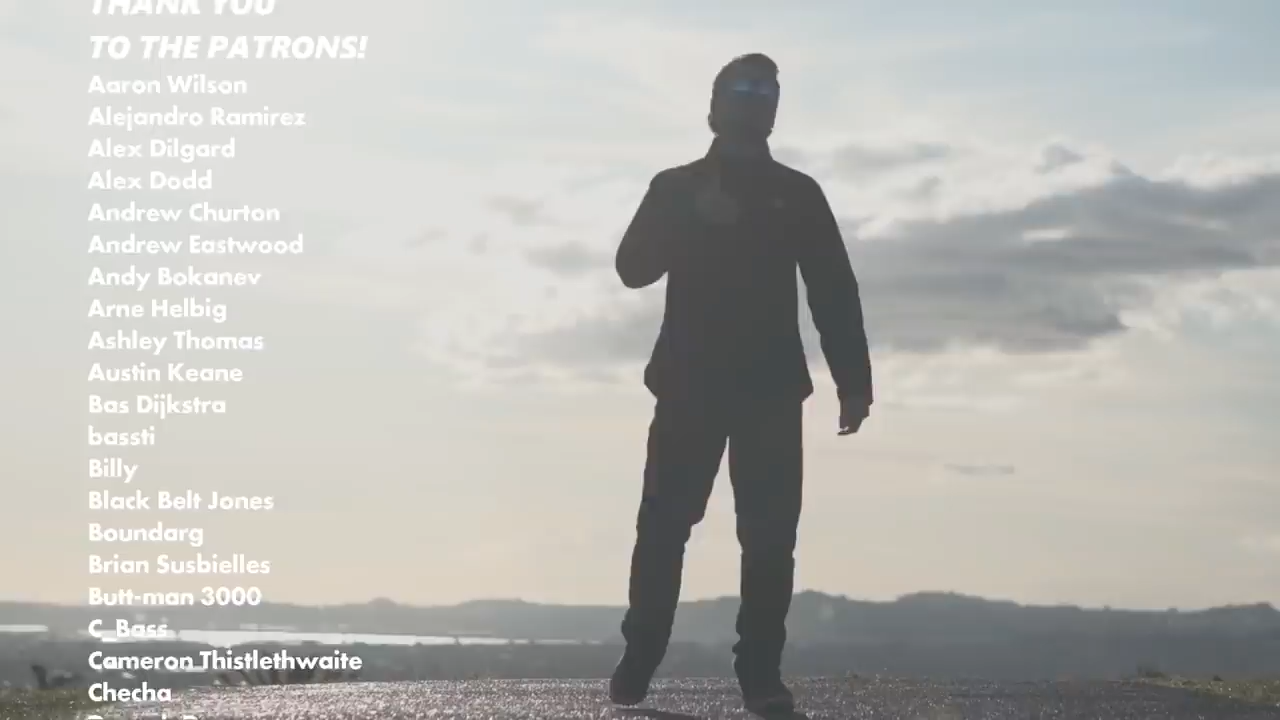 THANK YOU
TO THE PATRONS!
Aaron Wilson
Alejandro Ramirez
Alex Dilgard
Alex Dodd
Andrew Churton
Andrew Eastwood
Andy Bokanev
Arne Helbig
Ashley Thomas
Austin Keane
Bas Dijkstra
bassti
Billy
Black Belt Jones
Boundarg
Brian Susbielles
Butt-man 3000
C_Bass
Cameron Thistlethwaite
Checha